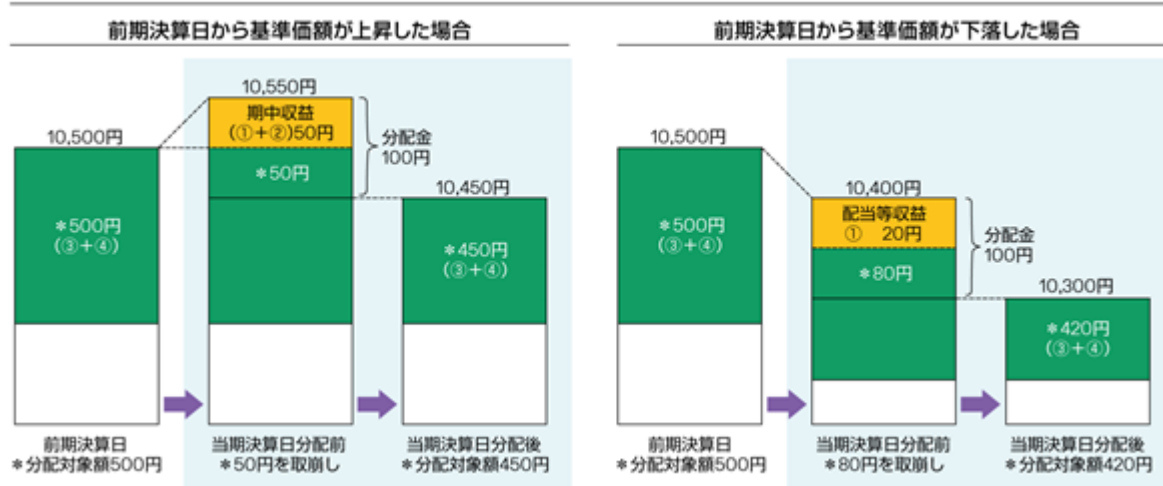 前期決算日から基準価額が上昇した場合
10,500円
＊500円
(③＋④)
前期決算日
＊分配対象額500円
10,550円
期中収益
(①＋②)50円
＊50円
分配金
100円
当期決算日分配前
＊50円を取崩し
10,450円
＊450円
(③＋④)
当期決算日分配後
＊分配対象額450円
前期決算日から基準価額が下落した場合
10,500円
＊500円
(③＋④)
前期決算日
＊分配対象額500円
10,400円
配当等収益
① 20円
＊80円
分配金
100円
当期決算日分配前
＊80円を取崩し
10,300円
＊420円
(③＋④)
当期決算日分配後
＊分配対象額420円